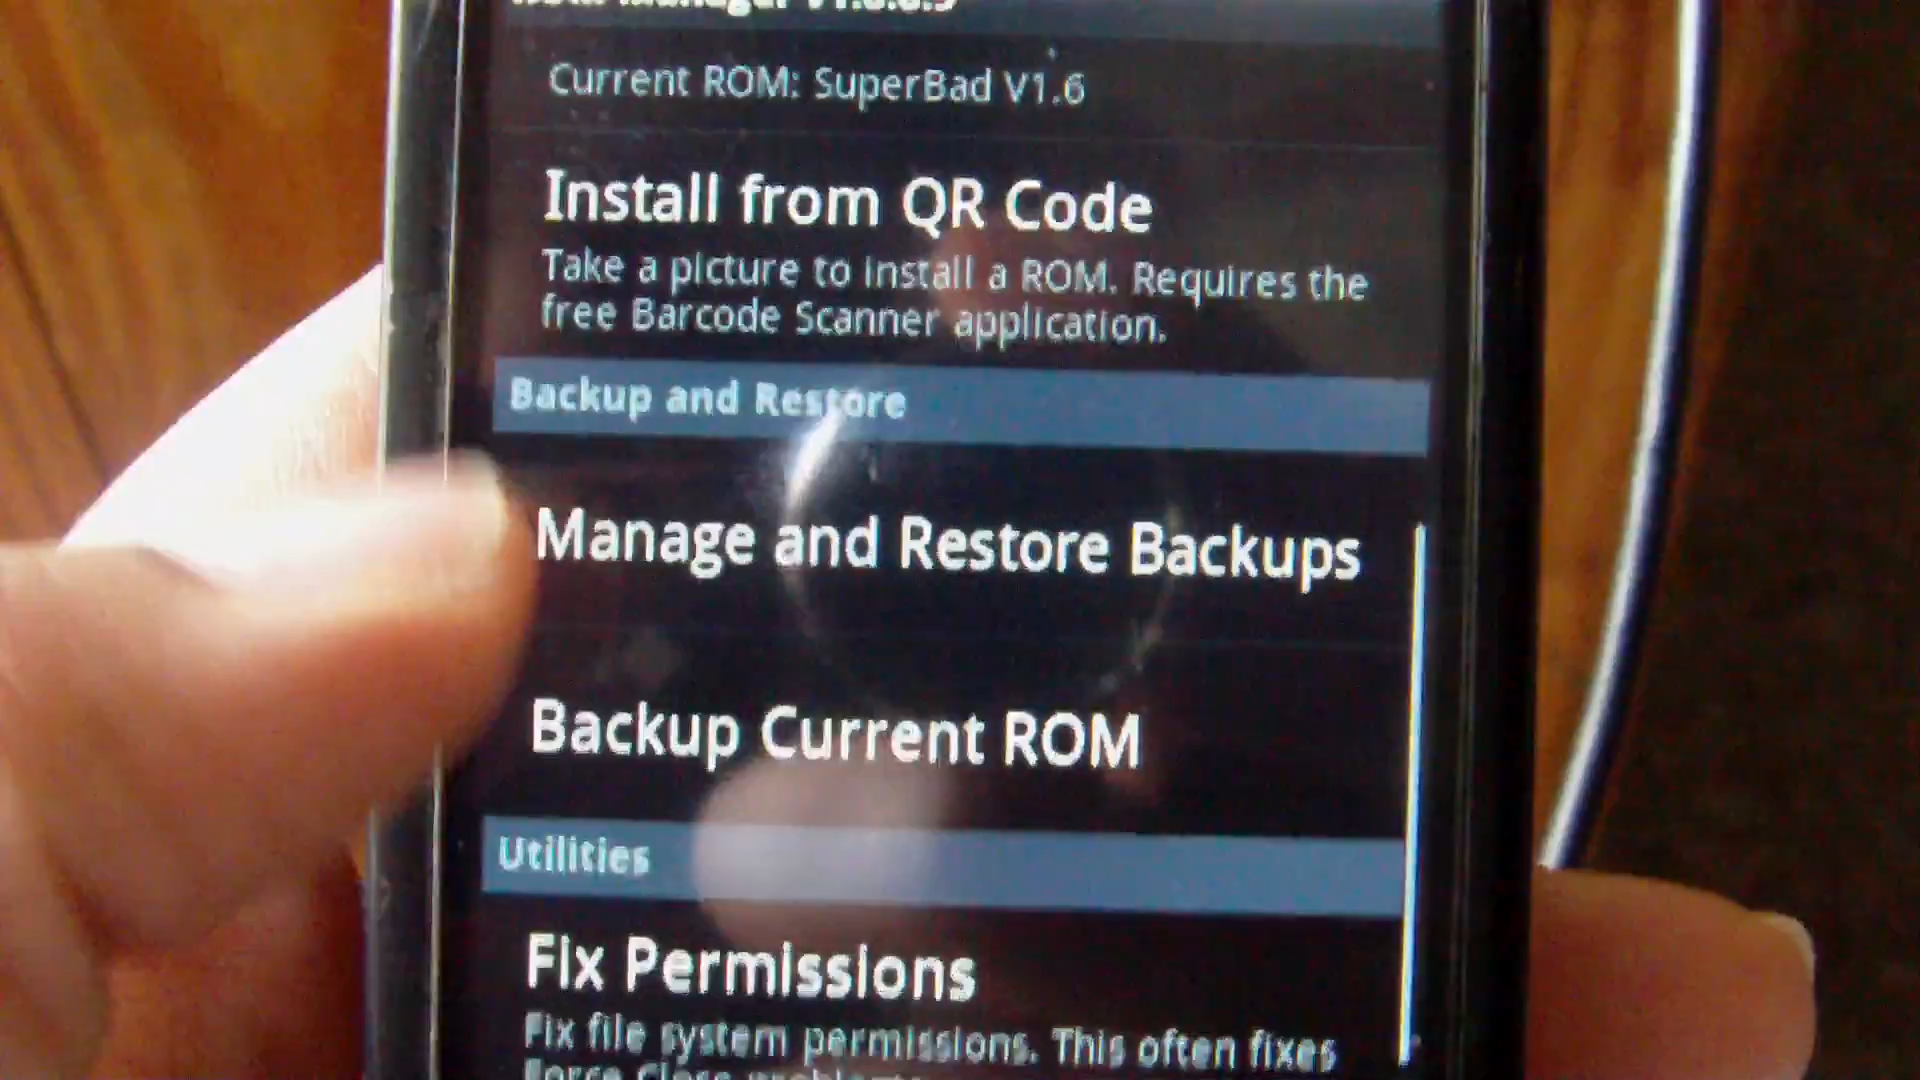 Manager
Current ROM: SuperBad V1.6
Install from QR Code
Take a picture to install a ROM. Requires the
free Barcode Scanner application.
Backup and Restore
Manage and Restore Backups
Backup Current ROM
Utilities
Fix Permissions
Fix file system permissions. This often fixes